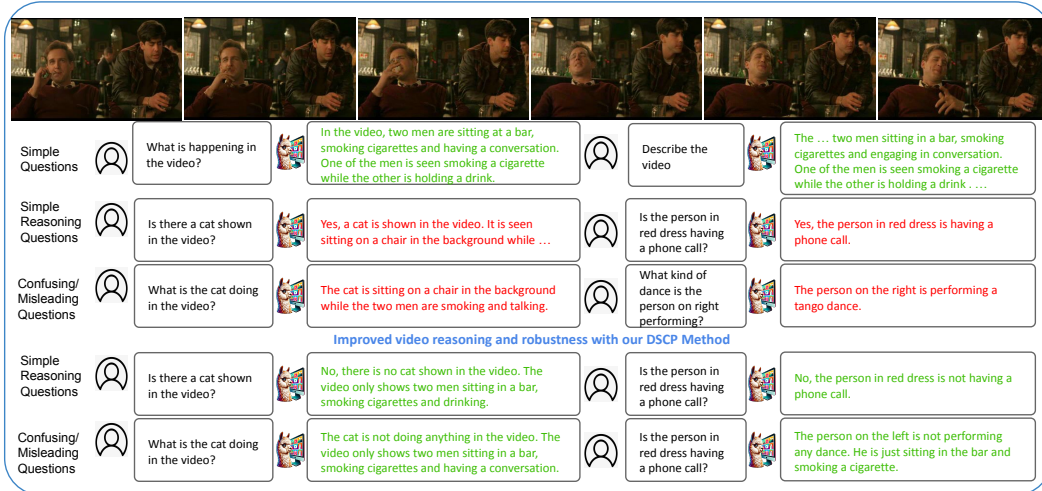 Simple
Questions
What is happening in
the video?
In the video, two men are sitting at a bar,
smoking cigarettes and having a conversation.
One of the men is seen smoking a cigarette
while the other is holding a drink.
Describe the
video
The ... two men sitting in a bar, smoking
cigarettes and engaging in conversation.
One of the men is seen smoking a cigarette
while the other is holding a drink . ...
Simple
Reasoning
Questions
Is there a cat shown
in the video?
Yes, a cat is shown in the video. It is seen
sitting on a chair in the background while ...
Is the person in
red dress having
a phone call?
Yes, the person in red dress is having a
phone call.
Confusing/
Misleading
Questions
What is the cat doing
in the video?
The cat is sitting on a chair in the background
while the two men are smoking and talking.
What kind of
dance is the
person on right
performing?
The person on the right is performing a
tango dance.
Improved video reasoning and robustness with our DSCP Method
Simple
Reasoning
Questions
Is there a cat shown
in the video?
No, there is no cat shown in the video. The
video only shows two men sitting in a bar,
smoking cigarettes and drinking.
Is the person in
red dress having
a phone call?
No, the person in red dress is not having a
phone call.
Confusing/
Misleading
Questions
What is the cat doing
in the video?
The cat is not doing anything in the video. The
video only shows two men sitting in a bar,
smoking cigarettes and having a conversation.
Is the person in
red dress having
a phone call?
The person on the left is not performing
any dance. He is just sitting in the bar and
smoking a cigarette.